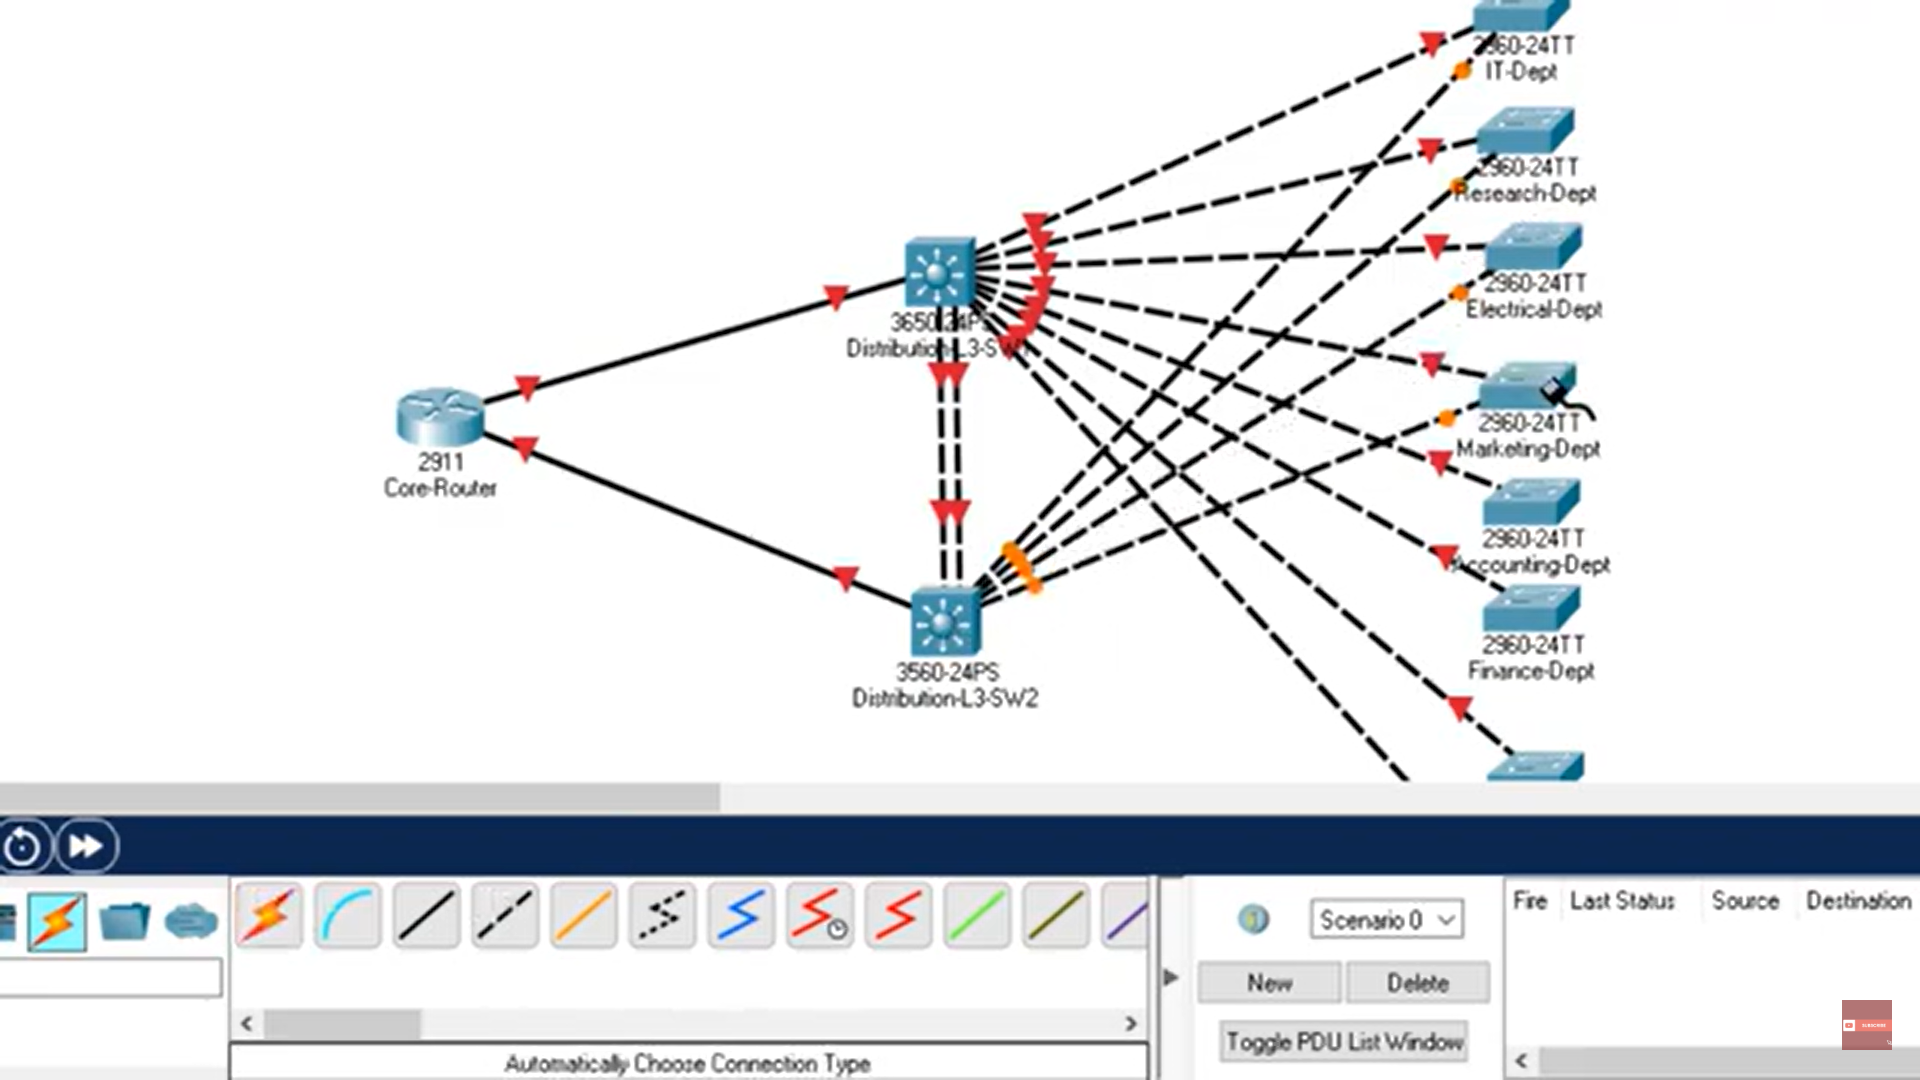 2960-24TT
IT-Dept
2960-24TT
Research-Dept
2960-24TT
Electrical-Dept
3650-24PS
Distribution-L3-SW1
2960-24TT
Marketing-Dept
2911
Core-Router
2960-24TT
Accounting-Dept
2960-24TT
Finance-Dept
3560-24PS
Distribution-L3-SW2
Fire Last Status Source Destination
Scenario 0
New Delete
Toggle PDU List Window
Automatically Choose Connection Type
SUBSCRIBE